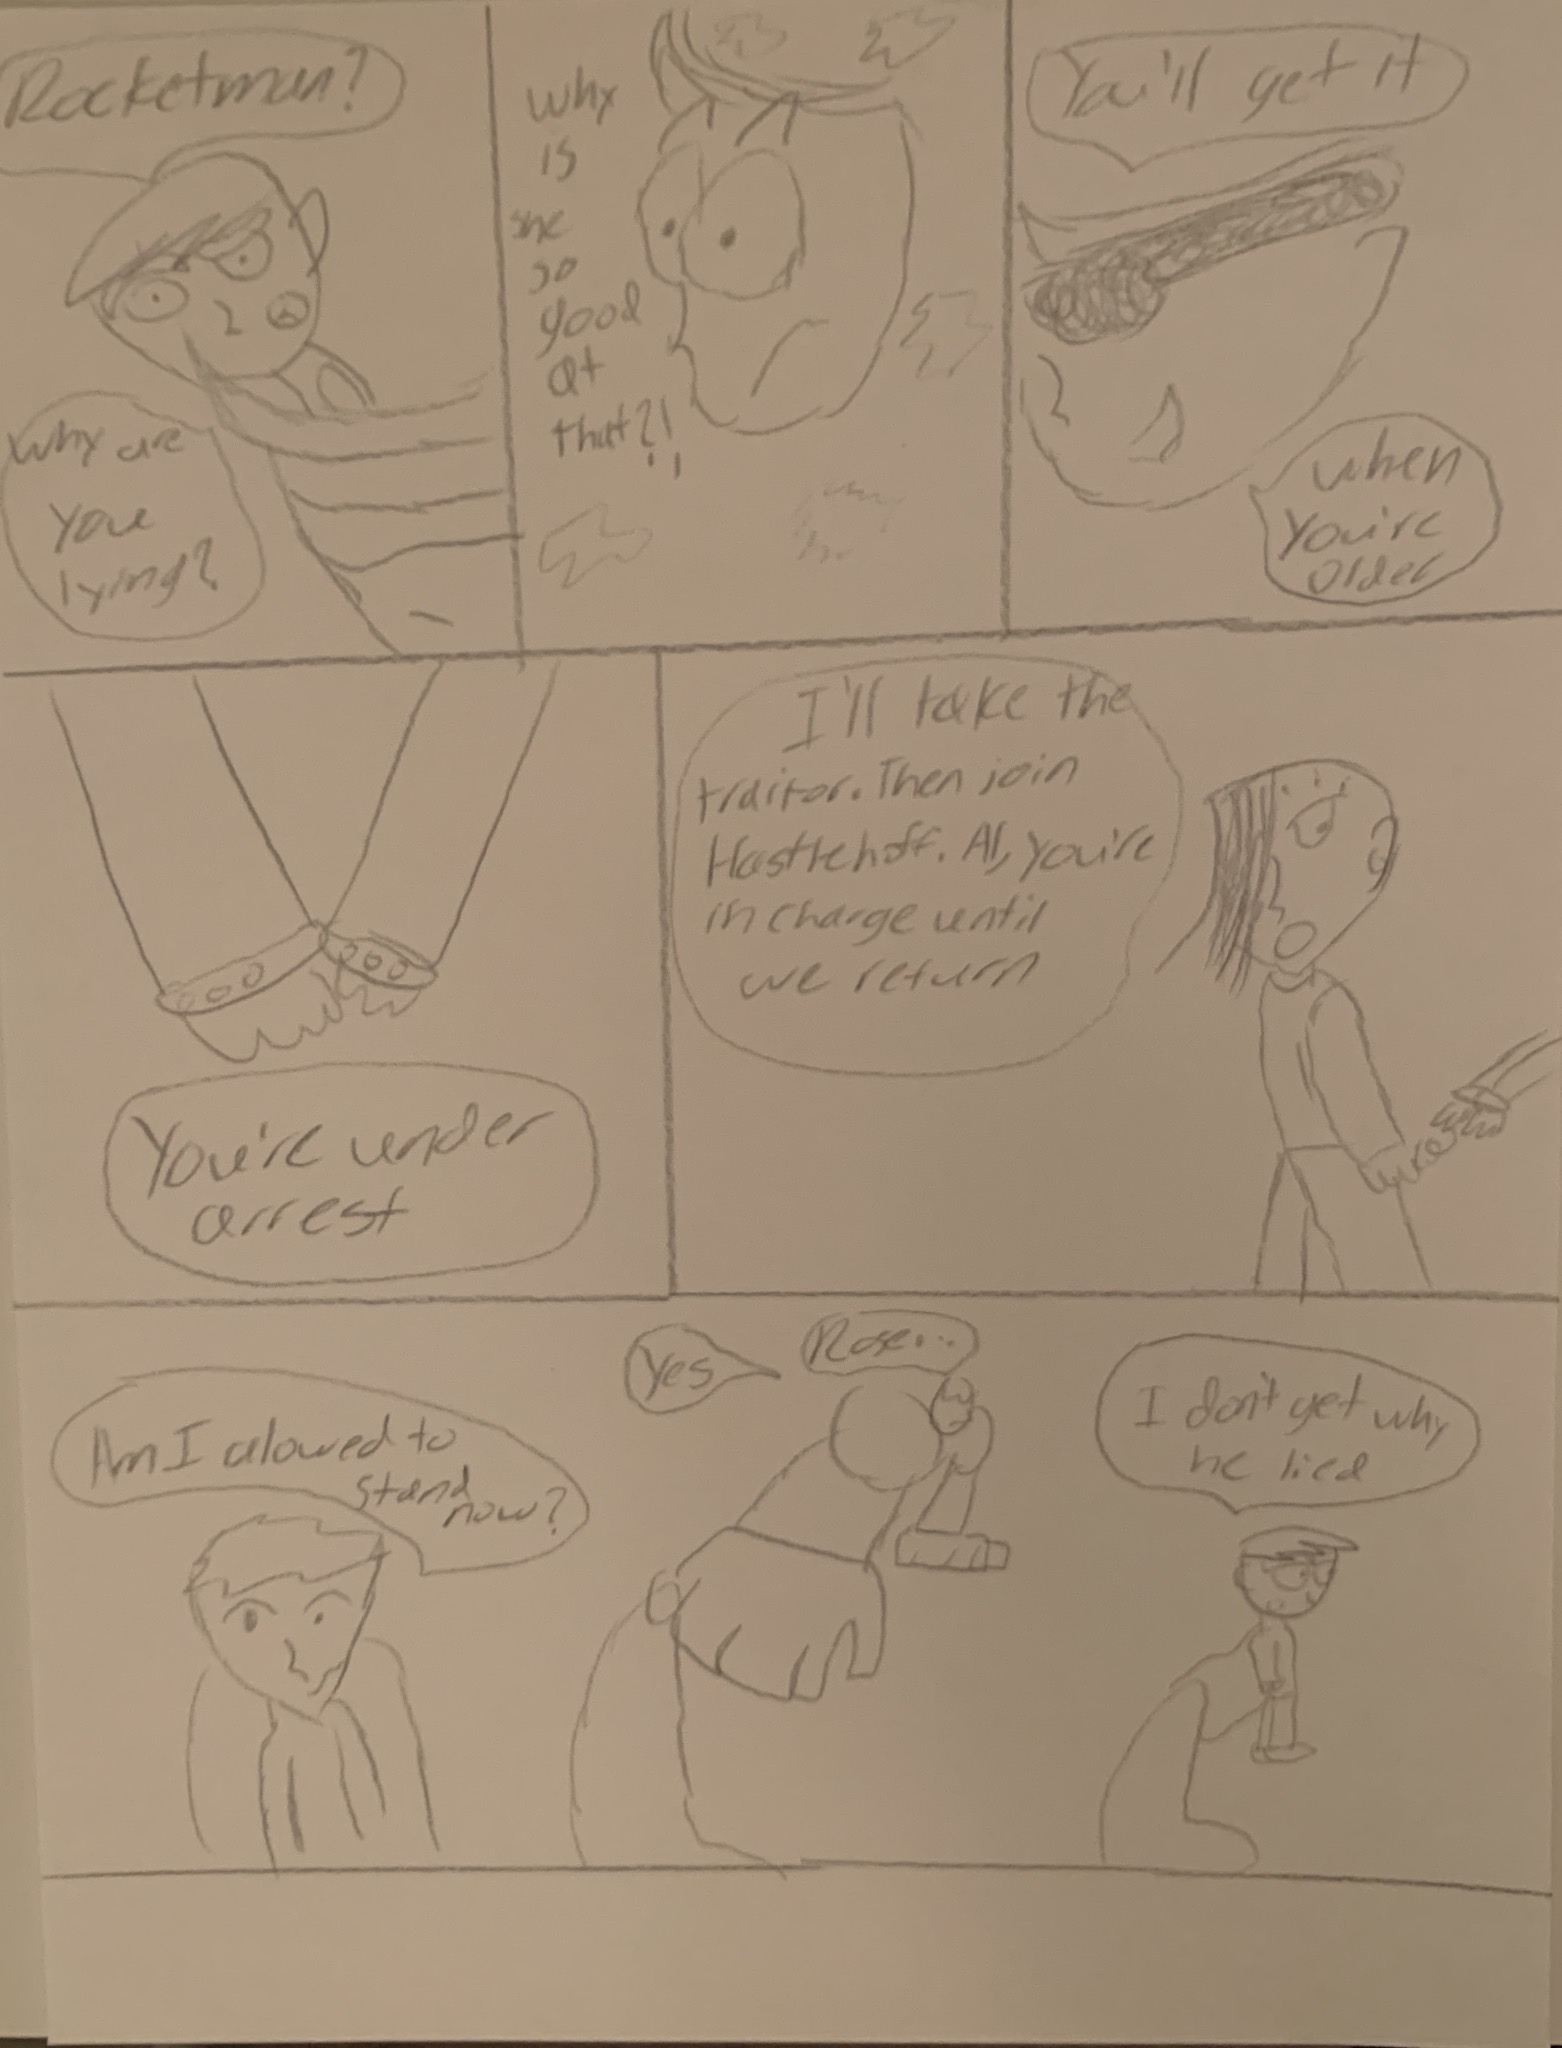 Rocketman?
Why are
you
lying?
Why
is
she
so
good
at
that?!
You'll get it
when
you're
older
You're under
arrest
I'll take the
traitor. Then join
Hasttehoff. Al, you're
in charge until
we return
Am I alowed to
stand
now?
Yes
Rose...
I don't get why
he lied